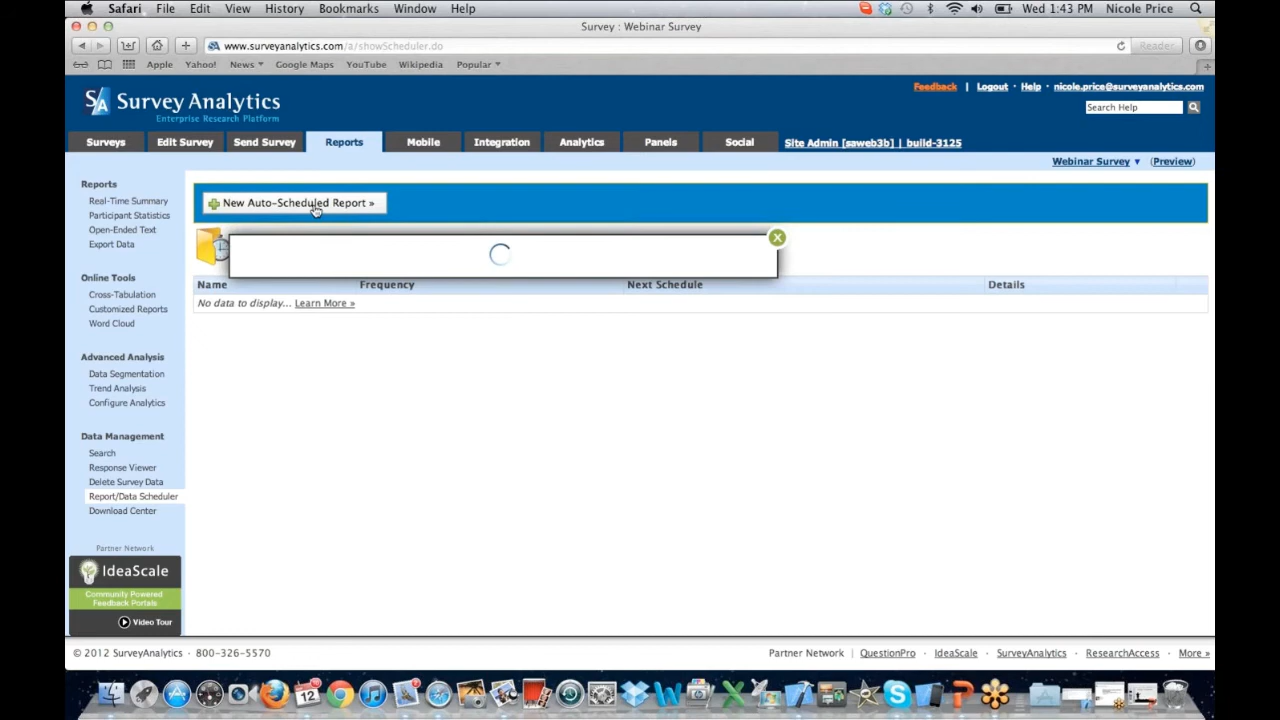 Safari File Edit View History Bookmarks Window Help Wed 1:43 PM Nicole Price
Survey : Webinar Survey
www.surveyanalytics.com/a/showScheduler.do Reader
Apple Yahoo! News Google Maps YouTube Wikipedia Popular
Feedback | Logout · Help · nicole.price@surveyanalytics.com
SA Survey Analytics
Enterprise Research Platform
Search Help
Surveys Edit Survey Send Survey Reports Mobile Integration Analytics Panels Social Site Admin [saweb3b] | build-3125
Webinar Survey (Preview)
Reports
Real-Time Summary
Participant Statistics
Open-Ended Text
Export Data
Online Tools
Cross-Tabulation
Customized Reports
Word Cloud
Advanced Analysis
Data Segmentation
Trend Analysis
Configure Analytics
Data Management
Search
Response Viewer
Delete Survey Data
Report/Data Scheduler
Download Center
Partner Network
IdeaScale
Community Powered
Feedback Portals
Video Tour
New Auto-Scheduled Report »
X
Name Frequency Next Schedule Details
No data to display... Learn More »
© 2012 SurveyAnalytics · 800-326-5570
Partner Network | QuestionPro · IdeaScale · SurveyAnalytics · ResearchAccess · More »
12